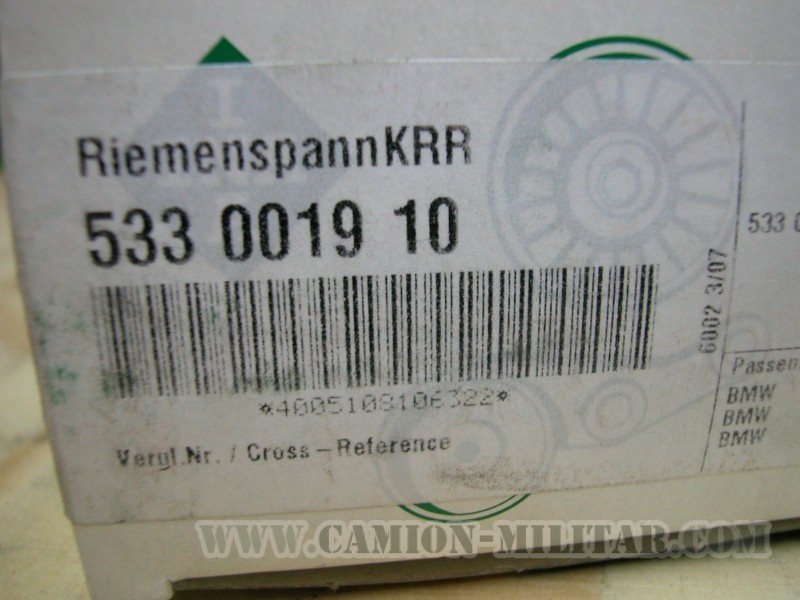 RiemenspannKRR
533 0019 10
*4005108106322*
Vergl.Nr. / Cross-Reference
6002 3/07
533 0
Passen
BMW
BMW
BMW
WWW.CAMION-MILITAR.COM